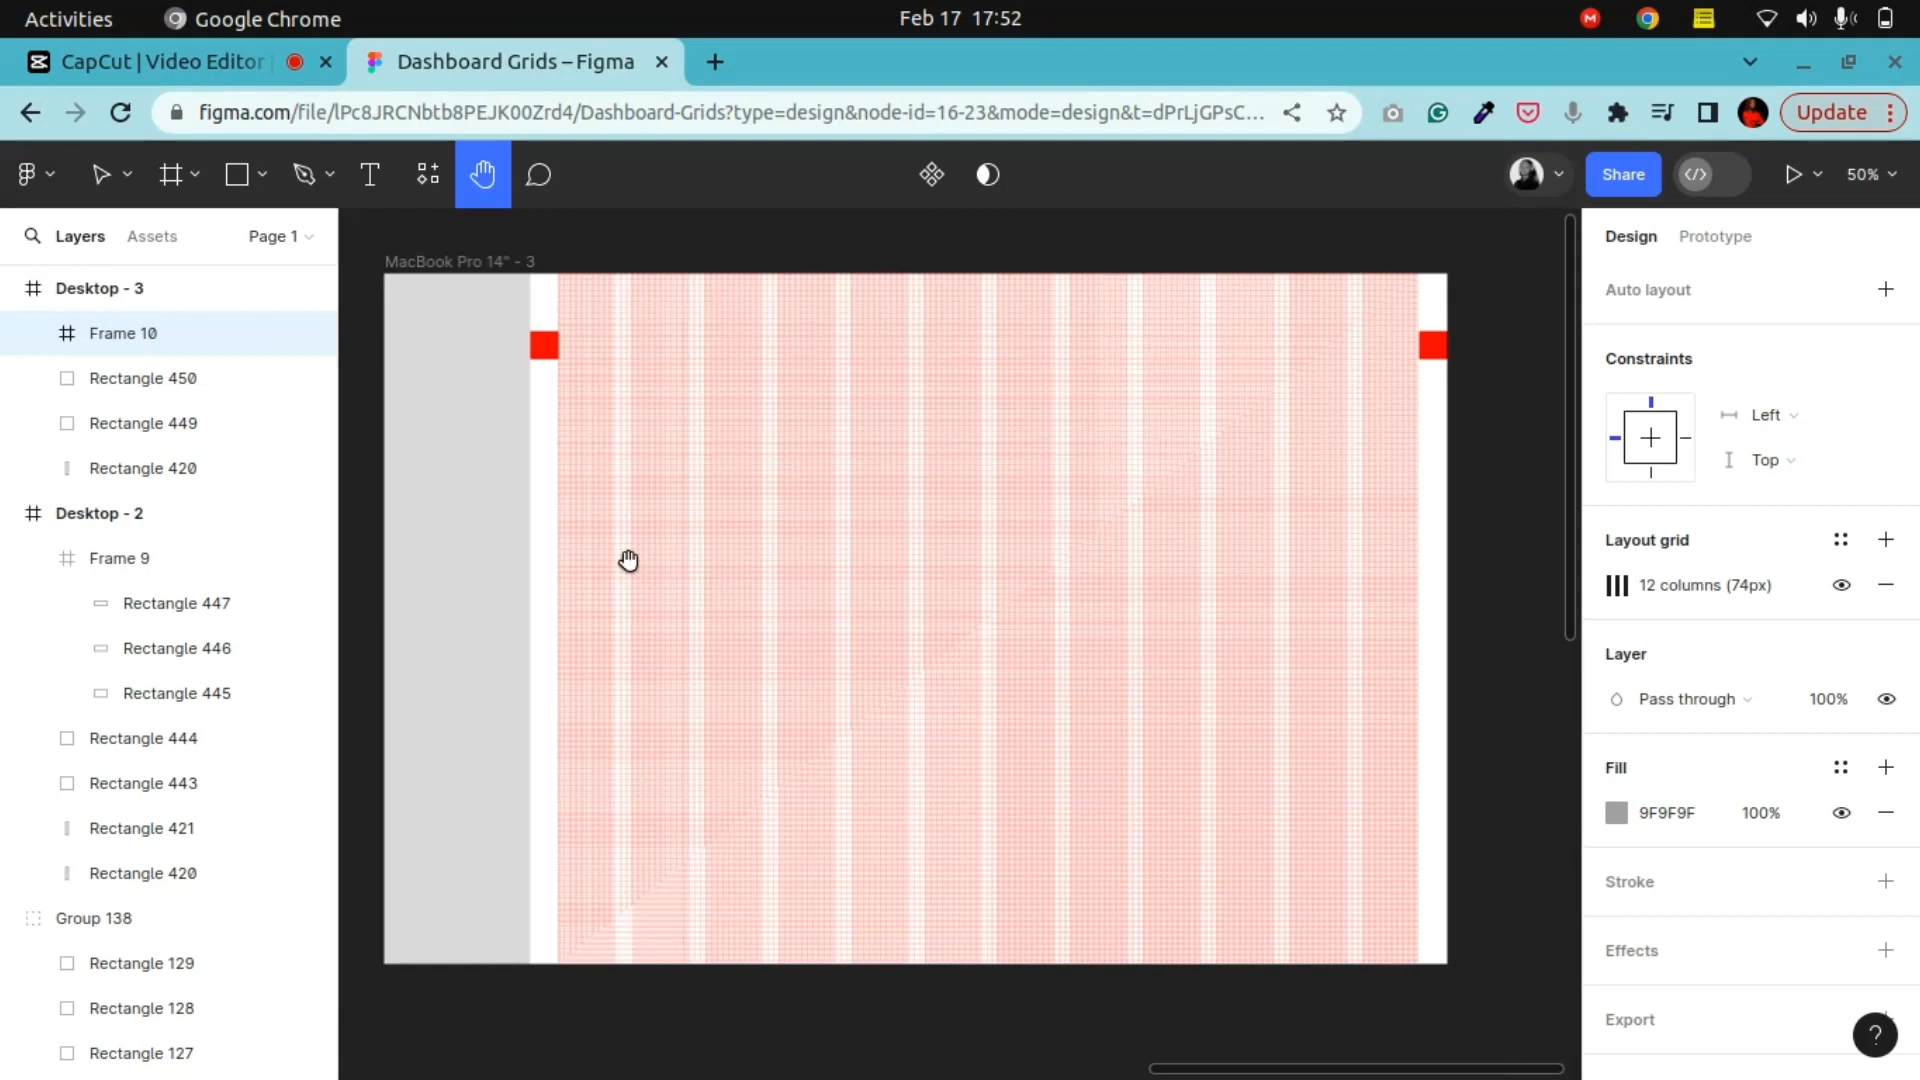 Activities
Google Chrome
Feb 17 17:52
CapCut | Video Editor
Dashboard Grids – Figma
figma.com/file/lPc8JRCNbtb8PEJK00Zrd4/Dashboard-Grids?type=design&node-id=16-23&mode=design&t=dPrLjGPsC...
Update
Share
50%
Layers
Assets
Page 1
Desktop - 3
Frame 10
Rectangle 450
Rectangle 449
Rectangle 420
Desktop - 2
Frame 9
Rectangle 447
Rectangle 446
Rectangle 445
Rectangle 444
Rectangle 443
Rectangle 421
Rectangle 420
Group 138
Rectangle 129
Rectangle 128
Rectangle 127
MacBook Pro 14" - 3
Design
Prototype
Auto layout
Constraints
Left
Top
Layout grid
12 columns (74px)
Layer
Pass through
100%
Fill
9F9F9F
100%
Stroke
Effects
Export
?